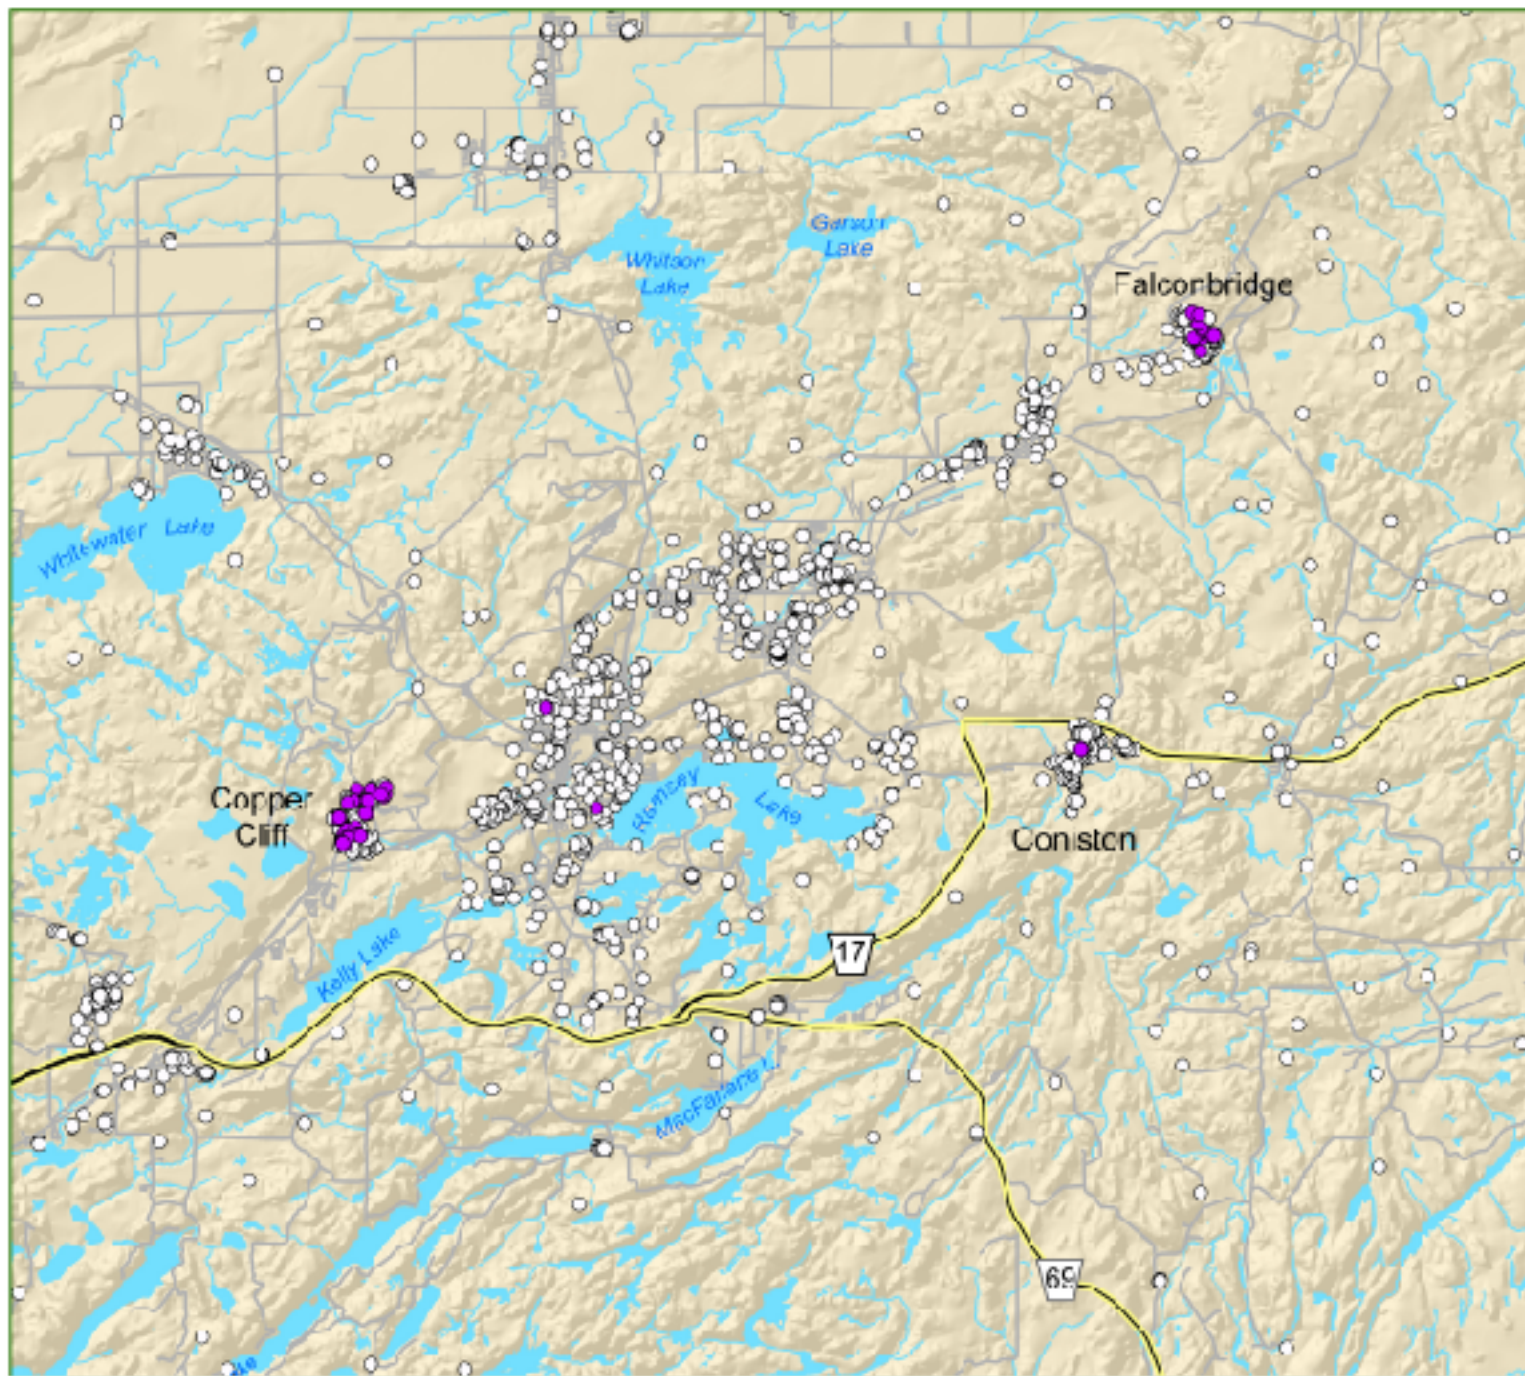 Garson
Lake
Whitson
Lake
Falconbridge
Whitewater Lake
Ramsey
Lake
Copper
Cliff
Coniston
17
Kelly Lake
MacFarlane L.
69